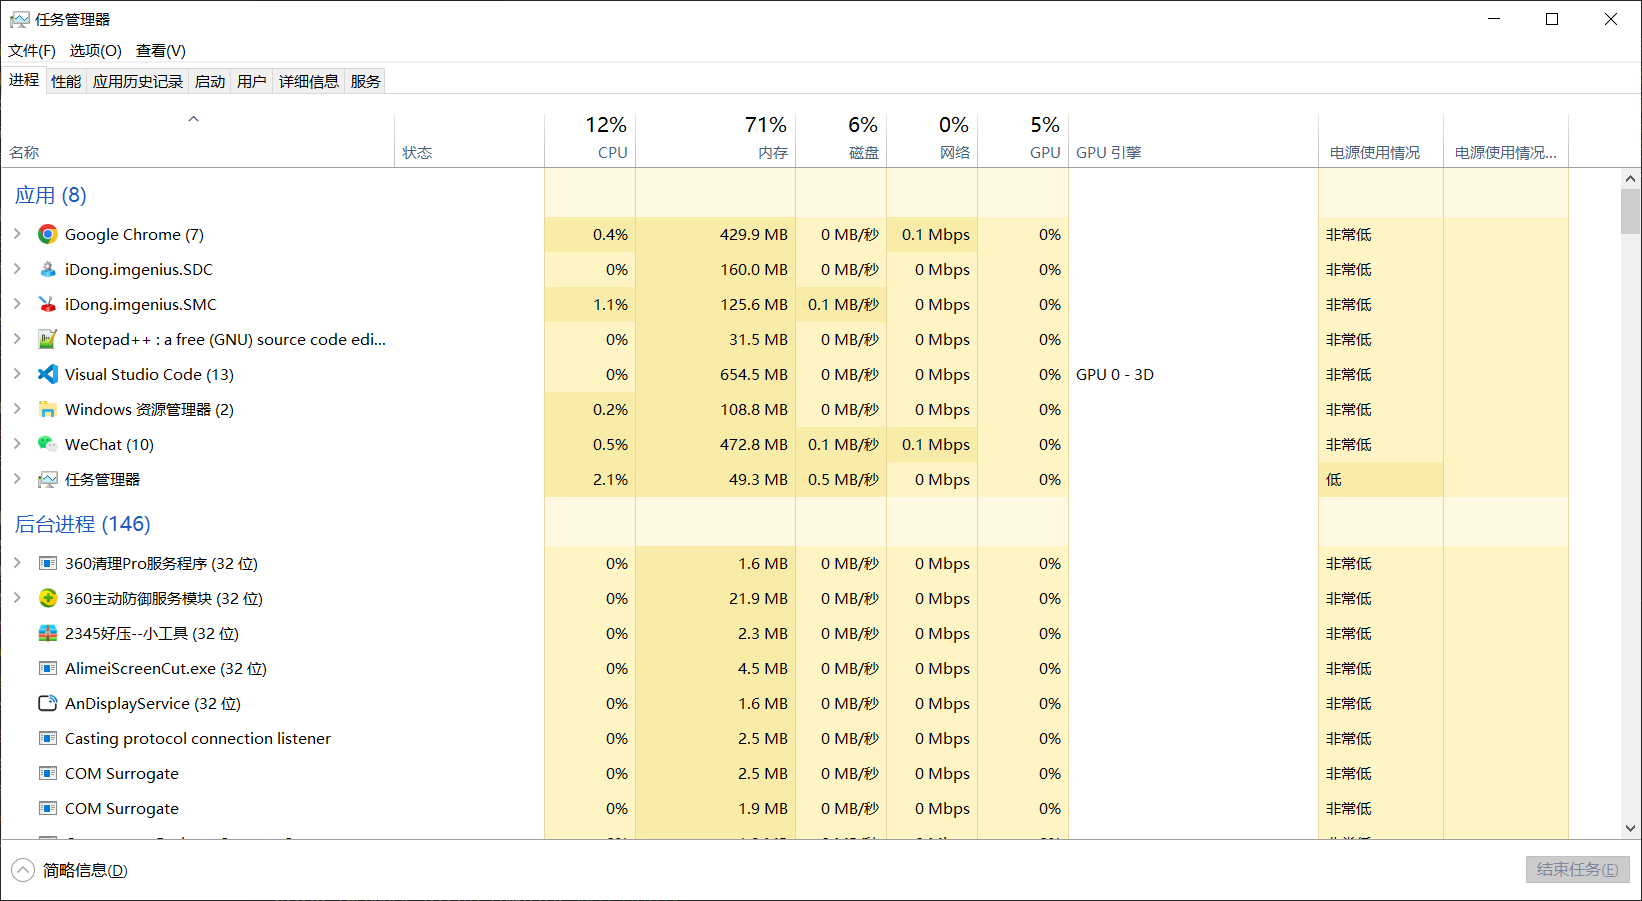 任务管理器
文件(F) 选项(O) 查看(V)
进程 性能 应用历史记录 启动 用户 详细信息 服务
12% 71% 6% 0% 5%
名称 状态 CPU 内存 磁盘 网络 GPU GPU 引擎 电源使用情况 电源使用情况...
应用 (8)
Google Chrome (7) 0.4% 429.9 MB 0 MB/秒 0.1 Mbps 0% 非常低
iDong.imgenius.SDC 0% 160.0 MB 0 MB/秒 0 Mbps 0% 非常低
iDong.imgenius.SMC 1.1% 125.6 MB 0.1 MB/秒 0 Mbps 0% 非常低
Notepad++ : a free (GNU) source code edi... 0% 31.5 MB 0 MB/秒 0 Mbps 0% 非常低
Visual Studio Code (13) 0% 654.5 MB 0 MB/秒 0 Mbps 0% GPU 0 - 3D 非常低
Windows 资源管理器 (2) 0.2% 108.8 MB 0 MB/秒 0 Mbps 0% 非常低
WeChat (10) 0.5% 472.8 MB 0.1 MB/秒 0.1 Mbps 0% 非常低
任务管理器 2.1% 49.3 MB 0.5 MB/秒 0 Mbps 0% 低
后台进程 (146)
360清理Pro服务程序 (32 位) 0% 1.6 MB 0 MB/秒 0 Mbps 0% 非常低
360主动防御服务模块 (32 位) 0% 21.9 MB 0 MB/秒 0 Mbps 0% 非常低
2345好压--小工具 (32 位) 0% 2.3 MB 0 MB/秒 0 Mbps 0% 非常低
AlimeiScreenCut.exe (32 位) 0% 4.5 MB 0 MB/秒 0 Mbps 0% 非常低
AnDisplayService (32 位) 0% 1.6 MB 0 MB/秒 0 Mbps 0% 非常低
Casting protocol connection listener 0% 2.5 MB 0 MB/秒 0 Mbps 0% 非常低
COM Surrogate 0% 2.5 MB 0 MB/秒 0 Mbps 0% 非常低
COM Surrogate 0% 1.9 MB 0 MB/秒 0 Mbps 0% 非常低
简略信息(D) 结束任务(E)